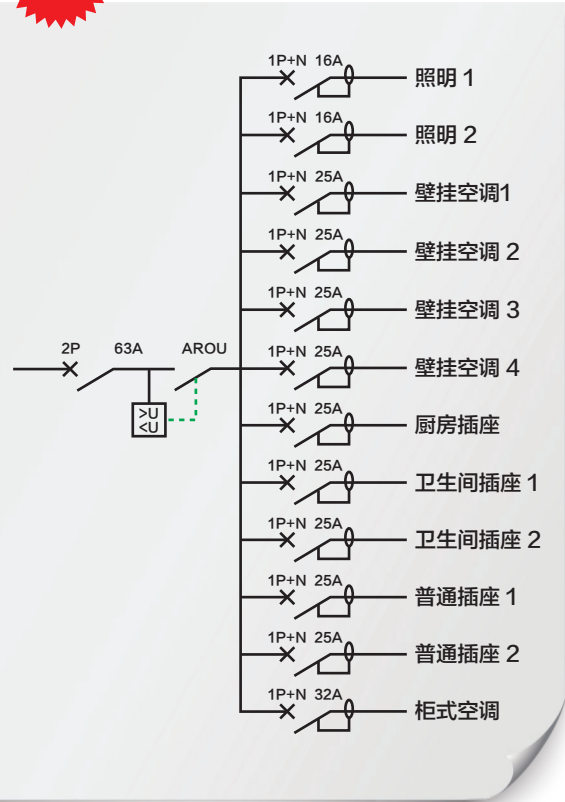 1P+N 16A
照明 1
1P+N 16A
照明 2
1P+N 25A
壁挂空调1
1P+N 25A
壁挂空调 2
1P+N 25A
壁挂空调 3
2P 63A AROU
1P+N 25A
壁挂空调 4
>U
<U
1P+N 25A
厨房插座
1P+N 25A
卫生间插座 1
1P+N 25A
卫生间插座 2
1P+N 25A
普通插座 1
1P+N 25A
普通插座 2
1P+N 32A
柜式空调